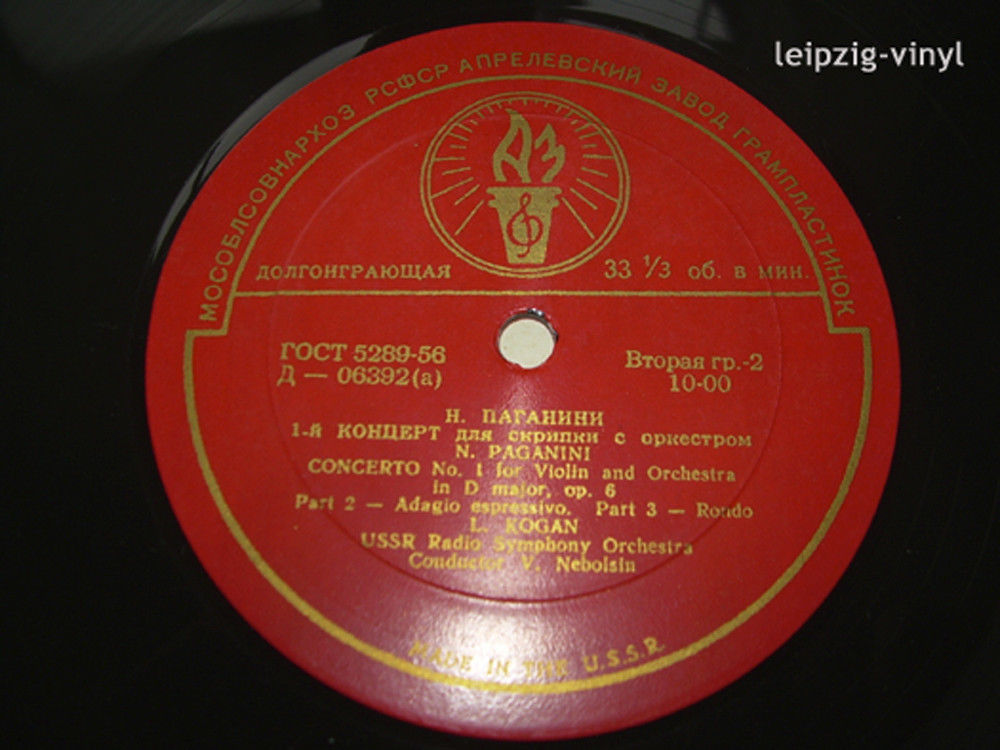 leipzig-vinyl
МОСОБЛСОВНАРХОЗ РСФСР АПРЕЛЕВСКИЙ ЗАВОД ГРАМПЛАСТИНОК
АЗ
ДОЛГОИГРАЮЩАЯ 33 1/3 об. в мин.
ГОСТ 5289-56 Вторая гр.-2
Д — 06392(а) 10-00
Н. ПАГАНИНИ
1-й КОНЦЕРТ для скрипки с оркестром
N. PAGANINI
CONCERTO No. 1 for Violin and Orchestra
in D major, op. 6
Part 2 — Adagio espressivo. Part 3 — Rondo
L. KOGAN
USSR Radio Symphony Orchestra
Conductor V. Nebolsin
MADE IN THE U.S.S.R